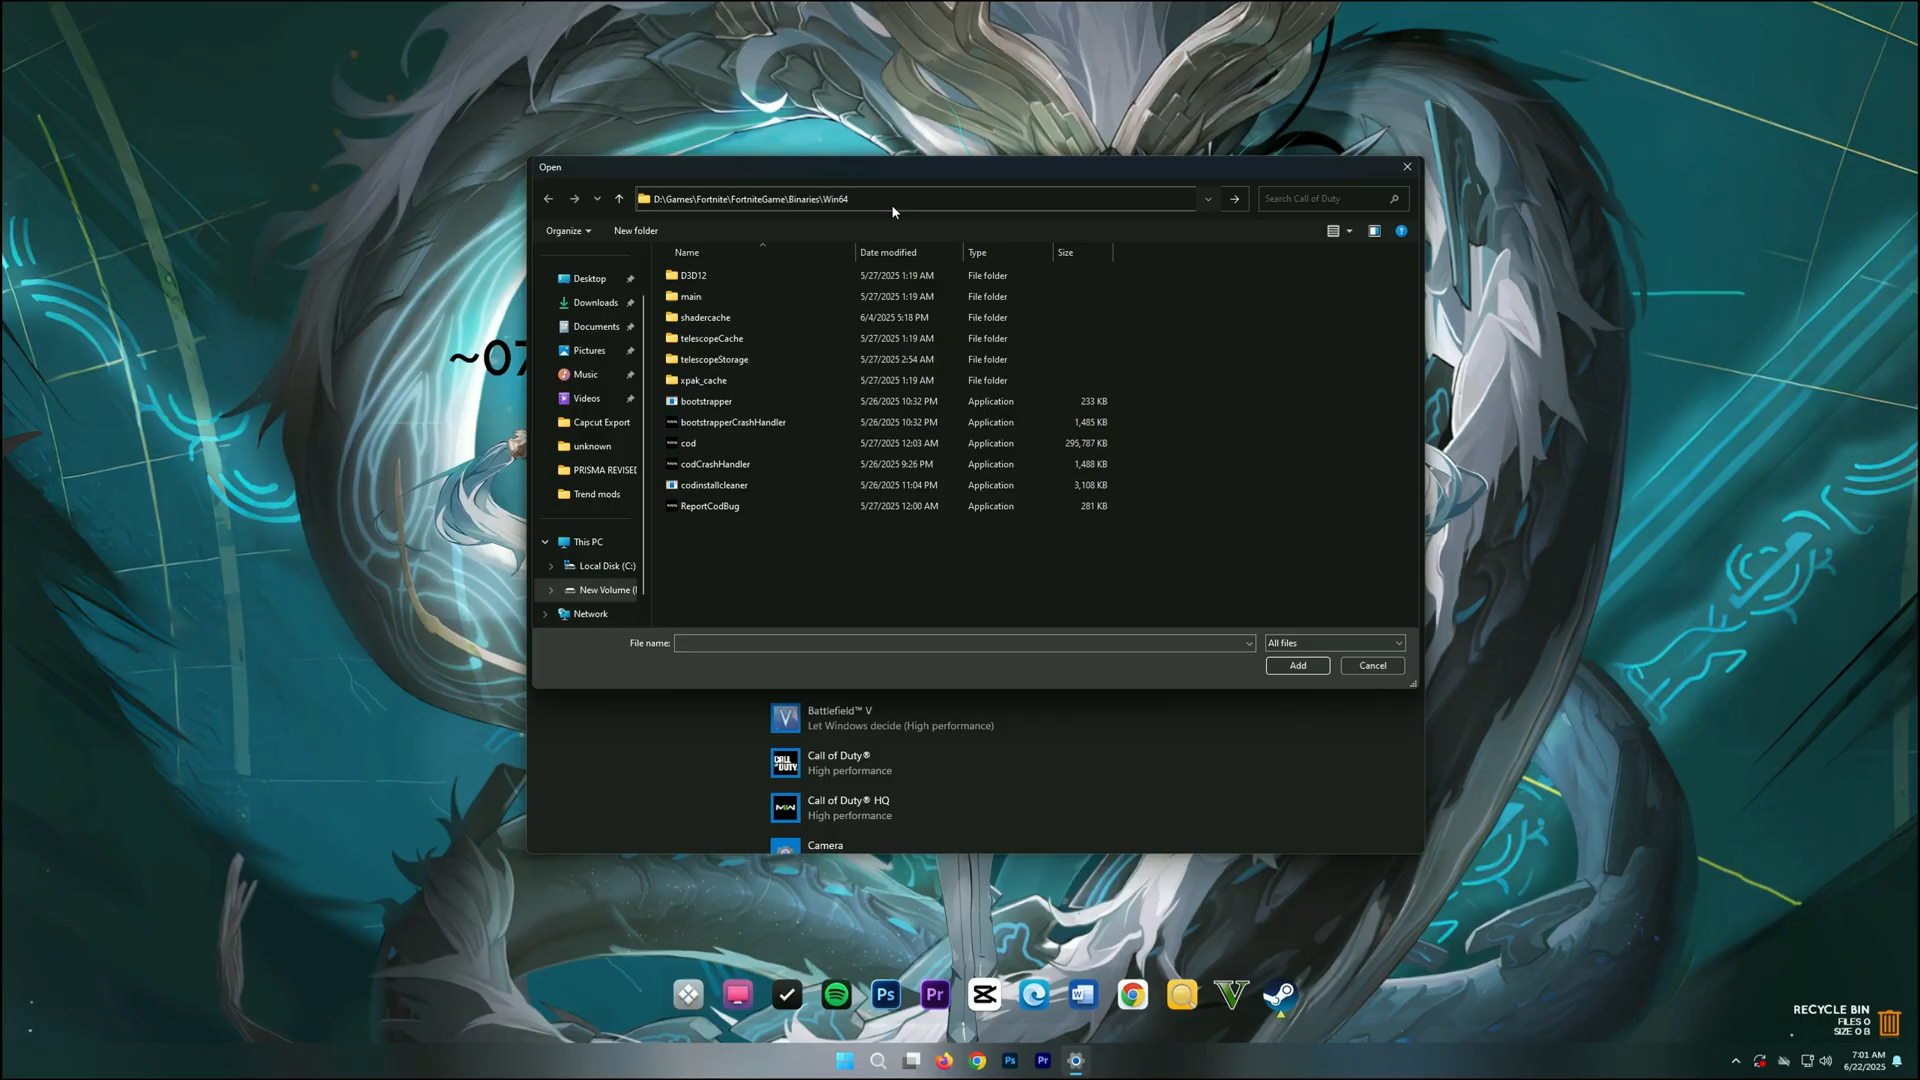 Open
D:\Games\Fortnite\FortniteGame\Binaries\Win64
Search Call of Duty
Organize
New folder
Name
Date modified
Type
Size
Desktop
Downloads
Documents
Pictures
Music
Videos
Capcut Export
unknown
PRISMA REVISED
Trend mods
This PC
Local Disk (C:)
New Volume (
Network
D3D12 5/27/2025 1:19 AM File folder
main 5/27/2025 1:19 AM File folder
shadercache 6/4/2025 5:18 PM File folder
telescopeCache 5/27/2025 1:19 AM File folder
telescopeStorage 5/27/2025 2:54 AM File folder
xpak_cache 5/27/2025 1:19 AM File folder
bootstrapper 5/26/2025 10:32 PM Application 233 KB
bootstrapperCrashHandler 5/26/2025 10:32 PM Application 1,485 KB
cod 5/27/2025 12:03 AM Application 295,787 KB
codCrashHandler 5/26/2025 9:26 PM Application 1,488 KB
codinstallcleaner 5/26/2025 11:04 PM Application 3,108 KB
ReportCodBug 5/27/2025 12:00 AM Application 281 KB
File name:
All files
Add
Cancel
~07
V
Battlefield™ V
Let Windows decide (High performance)
CALL OF DUTY
Call of Duty®
High performance
MW
Call of Duty® HQ
High performance
Camera
Ps
Pr
W
V
RECYCLE BIN
FILES 0
SIZE 0 B
Ps
Pr
7:01 AM
6/22/2025